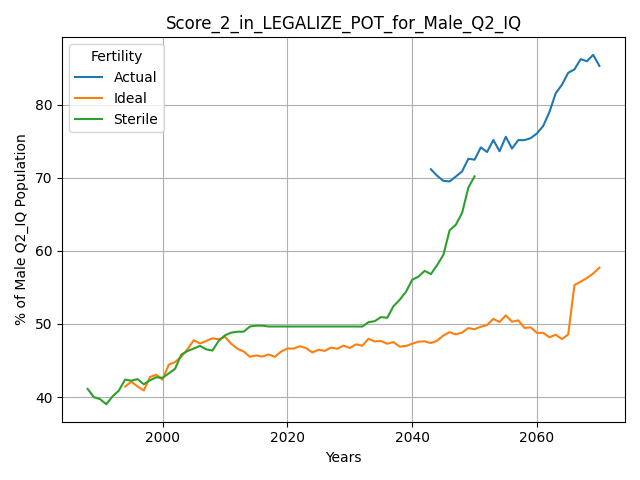 Score_2_in_LEGALIZE_POT_for_Male_Q2_IQ
Fertility
Actual
Ideal
Sterile
% of Male Q2_IQ Population
80
70
60
50
40
2000
2020
2040
2060
Years